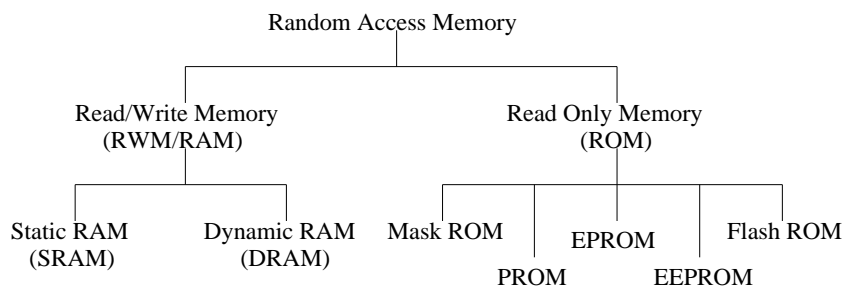 Random Access Memory
Read/Write Memory
(RWM/RAM)
Read Only Memory
(ROM)
Static RAM
(SRAM)
Dynamic RAM
(DRAM)
Mask ROM
PROM
EPROM
EEPROM
Flash ROM